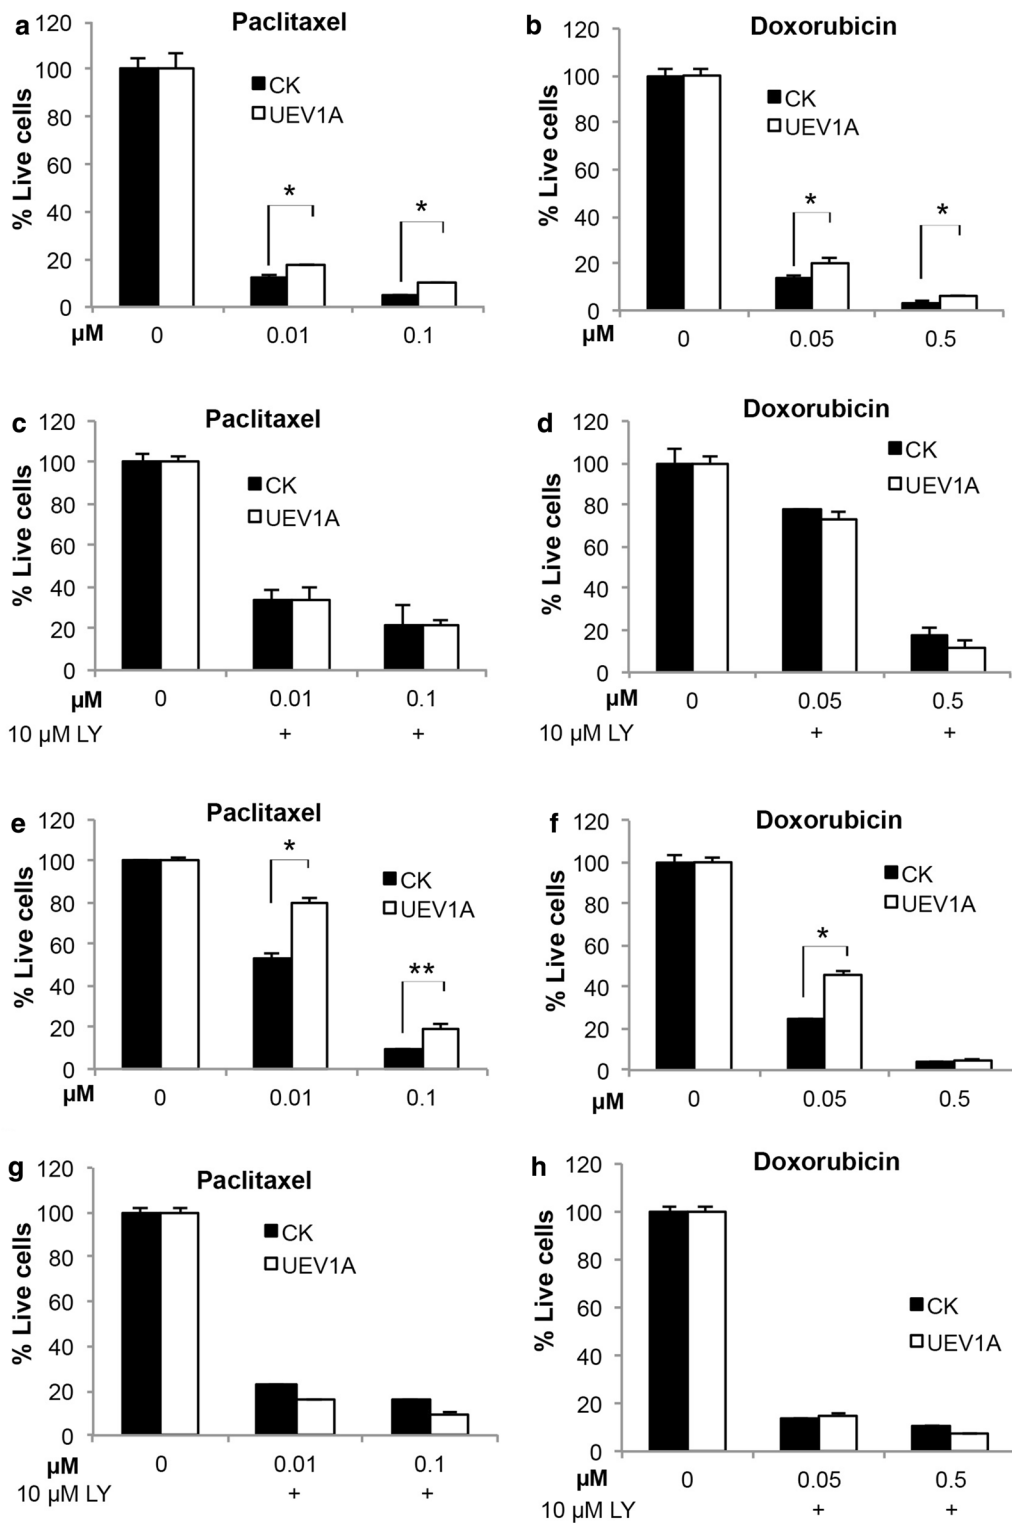 a
Paclitaxel
120
100
80
60
40
20
0
% Live cells
CK
UEV1A
*
*
µM
0
0.01
0.1
b
Doxorubicin
120
100
80
60
40
20
0
% Live cells
CK
UEV1A
*
*
µM
0
0.05
0.5
c
Paclitaxel
120
100
80
60
40
20
0
% Live cells
CK
UEV1A
µM
0
0.01
0.1
10 µM LY
+
+
d
Doxorubicin
120
100
80
60
40
20
0
% Live cells
CK
UEV1A
µM
0
0.05
0.5
10 µM LY
+
+
e
Paclitaxel
120
100
80
60
40
20
0
% Live cells
CK
UEV1A
*
**
µM
0
0.01
0.1
f
Doxorubicin
120
100
80
60
40
20
0
% Live cells
CK
UEV1A
*
µM
0
0.05
0.5
g
Paclitaxel
120
100
80
60
40
20
0
% Live cells
CK
UEV1A
µM
0
0.01
0.1
10 µM LY
+
+
h
Doxorubicin
120
100
80
60
40
20
0
% Live cells
CK
UEV1A
µM
0
0.05
0.5
10 µM LY
+
+